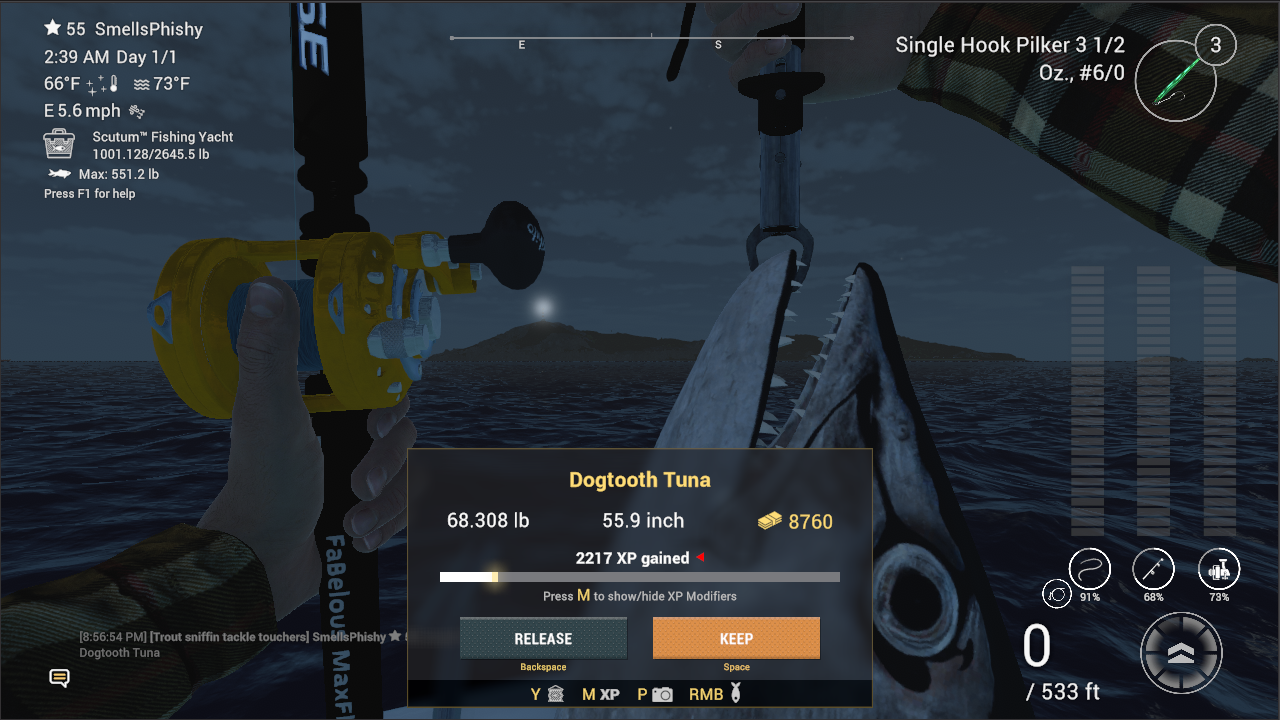 55 SmellsPhishy
2:39 AM Day 1/1
66°F 73°F
E 5.6 mph
Scutum™ Fishing Yacht
1001.128/2645.5 lb
Max: 551.2 lb
Press F1 for help
E S
Single Hook Pilker 3 1/2
Oz., #6/0
3
SE
FaBelous MaxF
Dogtooth Tuna
68.308 lb 55.9 inch 8760
2217 XP gained
Press M to show/hide XP Modifiers
RELEASE KEEP
Backspace Space
Y M XP P RMB
[8:56:54 PM] [Trout sniffin tackle touchers] SmellsPhishy
Dogtooth Tuna
91% 68% 73%
0
/ 533 ft